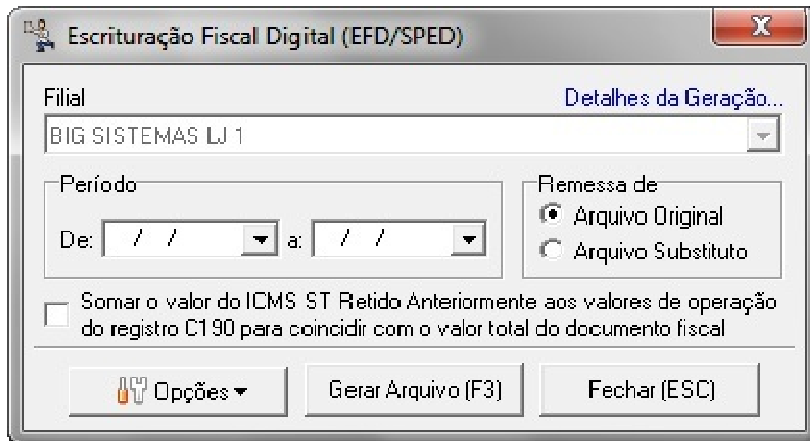 Escrituração Fiscal Digital (EFD/SPED)
X
Filial Detalhes da Geração...
BIG SISTEMAS LJ 1
Período Remessa de
De: / / a: / / Arquivo Original
Arquivo Substituto
Somar o valor do ICMS ST Retido Anteriormente aos valores de operação
do registro C190 para coincidir com o valor total do documento fiscal
Opções Gerar Arquivo (F3) Fechar (ESC)